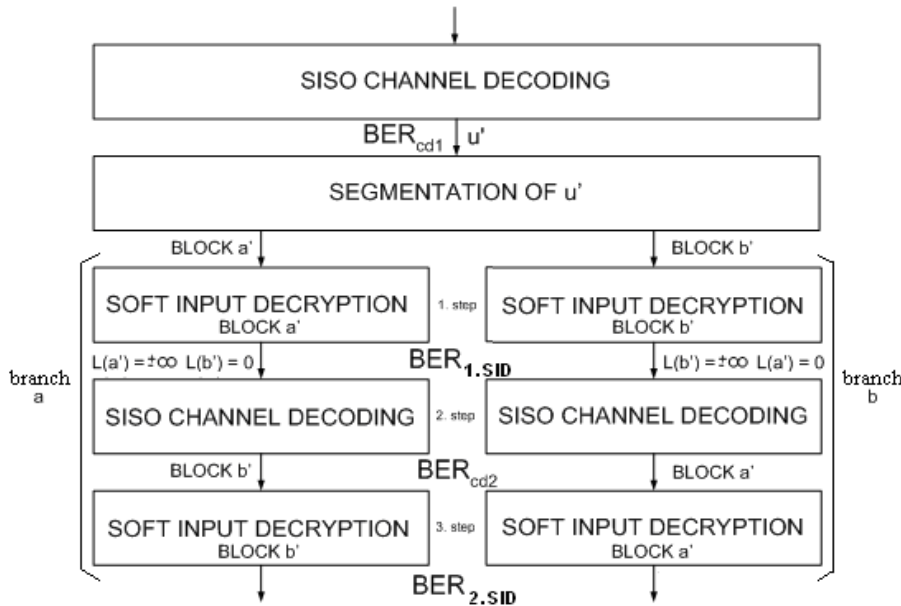 SISO CHANNEL DECODING
BER cd1 u'
SEGMENTATION OF u'
BLOCK a' BLOCK b'
SOFT INPUT DECRYPTION 1. step SOFT INPUT DECRYPTION
BLOCK a' BLOCK b'
L(a') = ±∞ L(b') = 0 BER 1.SID L(b') = ±∞ L(a') = 0
branch a branch b
SISO CHANNEL DECODING 2. step SISO CHANNEL DECODING
BLOCK b' BER cd2 BLOCK a'
SOFT INPUT DECRYPTION 3. step SOFT INPUT DECRYPTION
BLOCK b' BLOCK a'
BER 2.SID